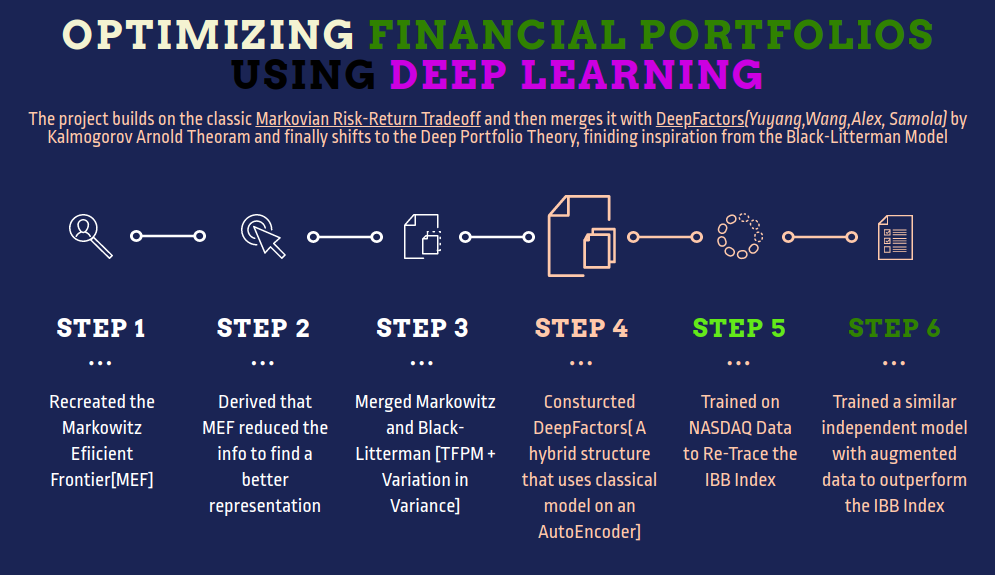 OPTIMIZING FINANCIAL PORTFOLIOS
USING DEEP LEARNING
The project builds on the classic Markovian Risk-Return Tradeoff and then merges it with DeepFactors(Yuyang,Wang,Alex, Samola) by
Kalmogorov Arnold Theoram and finally shifts to the Deep Portfolio Theory, finiding inspiration from the Black-Litterman Model
STEP 1
...
Recreated the
Markowitz
Efiicient
Frontier[MEF]
STEP 2
...
Derived that
MEF reduced the
info to find a
better
representation
STEP 3
...
Merged Markowitz
and Black-
Litterman [TFPM +
Variation in
Variance]
STEP 4
...
Consturcted
DeepFactors[ A
hybrid structure
that uses classical
model on an
AutoEncoder]
STEP 5
...
Trained on
NASDAQ Data
to Re-Trace the
IBB Index
STEP 6
...
Trained a similar
independent model
with augmented
data to outperform
the IBB Index